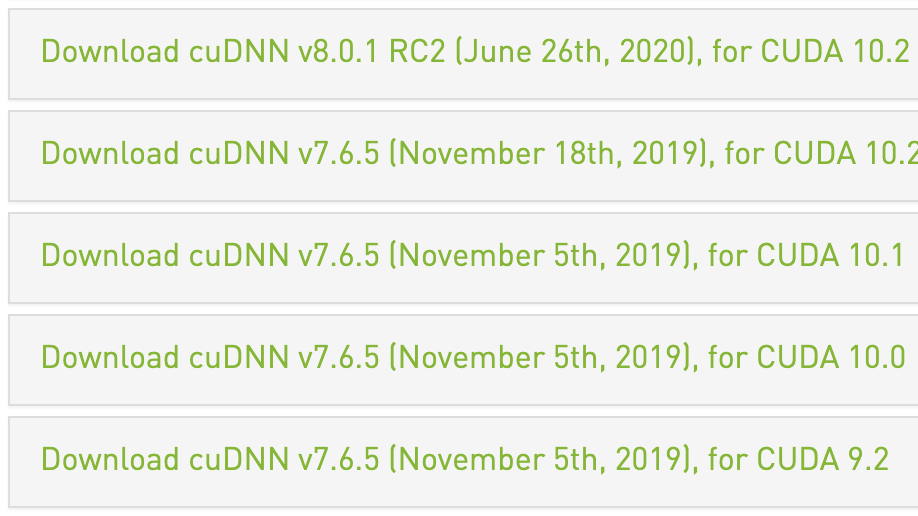 Download cuDNN v8.0.1 RC2 (June 26th, 2020), for CUDA 10.2
Download cuDNN v7.6.5 (November 18th, 2019), for CUDA 10.2
Download cuDNN v7.6.5 (November 5th, 2019), for CUDA 10.1
Download cuDNN v7.6.5 (November 5th, 2019), for CUDA 10.0
Download cuDNN v7.6.5 (November 5th, 2019), for CUDA 9.2